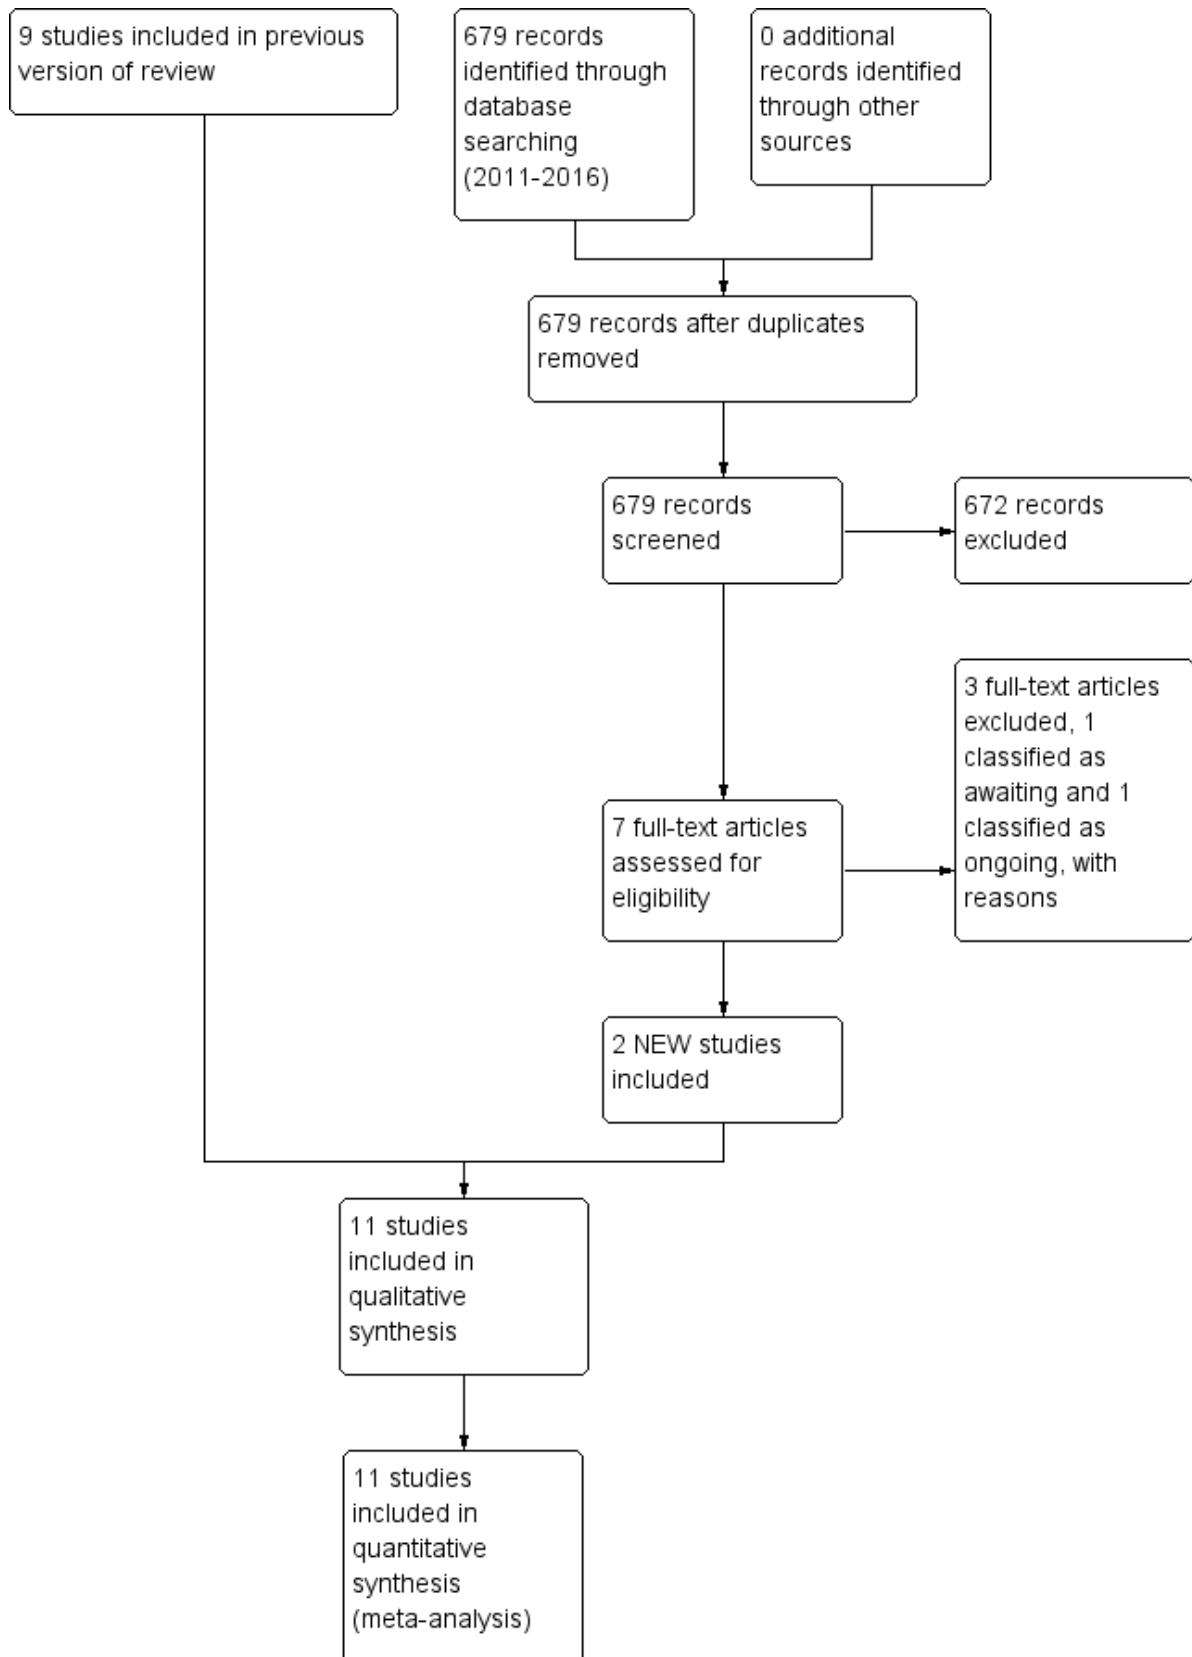 9 studies included in previous
version of review
679 records
identified through
database
searching
(2011-2016)
0 additional
records identified
through other
sources
679 records after duplicates
removed
679 records
screened
672 records
excluded
3 full-text articles
excluded, 1
classified as
awaiting and 1
classified as
ongoing, with
reasons
7 full-text articles
assessed for
eligibility
2 NEW studies
included
11 studies
included in
qualitative
synthesis
11 studies
included in
quantitative
synthesis
(meta-analysis)